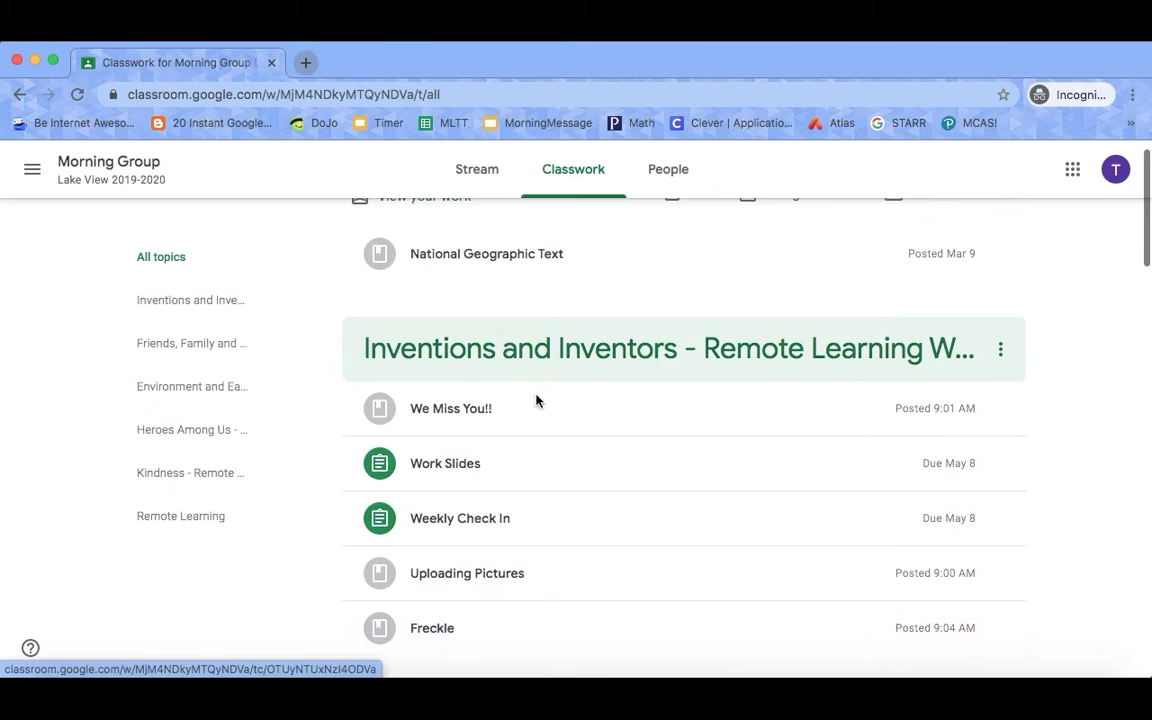 Classwork for Morning Group
classroom.google.com/w/MjM4NDkyMTQyNDVa/t/all
Incogni...
Be Internet Aweso...
20 Instant Google...
DoJo
Timer
MLTT
MorningMessage
Math
Clever | Applicatio...
Atlas
STARR
MCAS!
»
Morning Group
Lake View 2019-2020
Stream
Classwork
People
T
View your work
All topics
National Geographic Text
Posted Mar 9
Inventions and Inve...
Friends, Family and ...
Environment and Ea...
Heroes Among Us - ...
Kindness - Remote ...
Remote Learning
Inventions and Inventors - Remote Learning W...
We Miss You!!
Posted 9:01 AM
Work Slides
Due May 8
Weekly Check In
Due May 8
Uploading Pictures
Posted 9:00 AM
Freckle
Posted 9:04 AM
classroom.google.com/w/MjM4NDkyMTQyNDVa/tc/OTUyNTUxNzI4ODVa